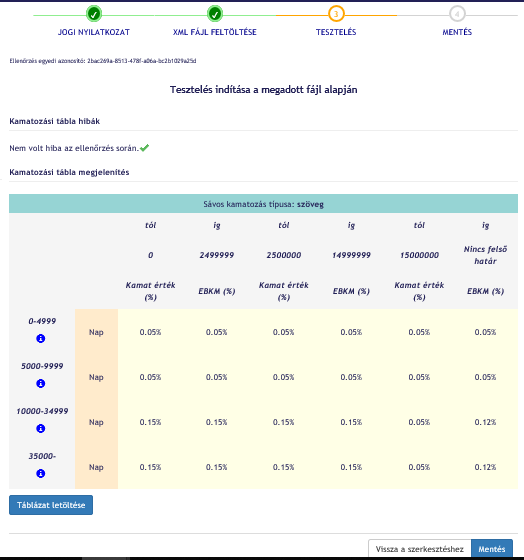 JOGI NYILATKOZAT XML FÁJL FELTÖLTÉSE TESZTELÉS MENTÉS
Ellenőrzés egyedi azonosító: 2bac269a-8513-478f-a06a-bc2b1029a25d
Tesztelés indítása a megadott fájl alapján
Kamatozási tábla hibák
Nem volt hiba az ellenőrzés során.
Kamatozási tábla megjelenítés
Sávos kamatozás típusa: szöveg
tól ig tól ig tól ig
0 2499999 2500000 14999999 15000000 Nincs felső határ
Kamat érték (%) EBKM (%) Kamat érték (%) EBKM (%) Kamat érték (%) EBKM (%)
0-4999 Nap 0.05% 0.05% 0.05% 0.05% 0.05% 0.05%
5000-9999 Nap 0.05% 0.05% 0.05% 0.05% 0.05% 0.05%
10000-34999 Nap 0.15% 0.15% 0.15% 0.15% 0.05% 0.12%
35000- Nap 0.15% 0.15% 0.15% 0.15% 0.05% 0.12%
Táblázat letöltése
Vissza a szerkesztéshez Mentés